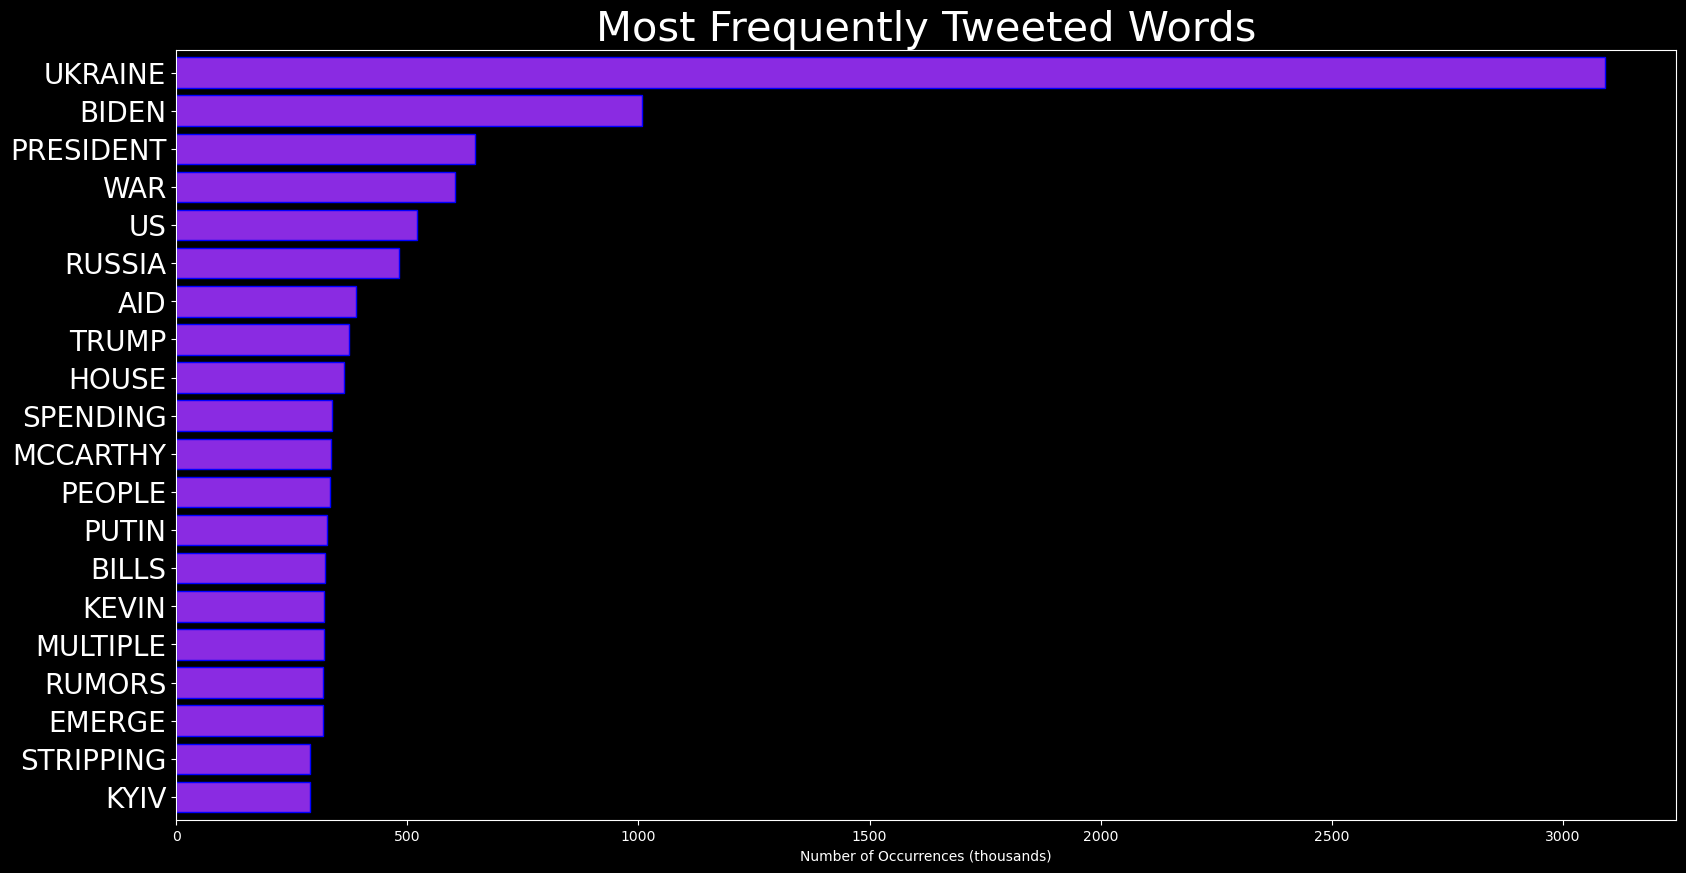 Most Frequently Tweeted Words
UKRAINE
BIDEN
PRESIDENT
WAR
US
RUSSIA
AID
TRUMP
HOUSE
SPENDING
MCCARTHY
PEOPLE
PUTIN
BILLS
KEVIN
MULTIPLE
RUMORS
EMERGE
STRIPPING
KYIV
0 500 1000 1500 2000 2500 3000
Number of Occurrences (thousands)